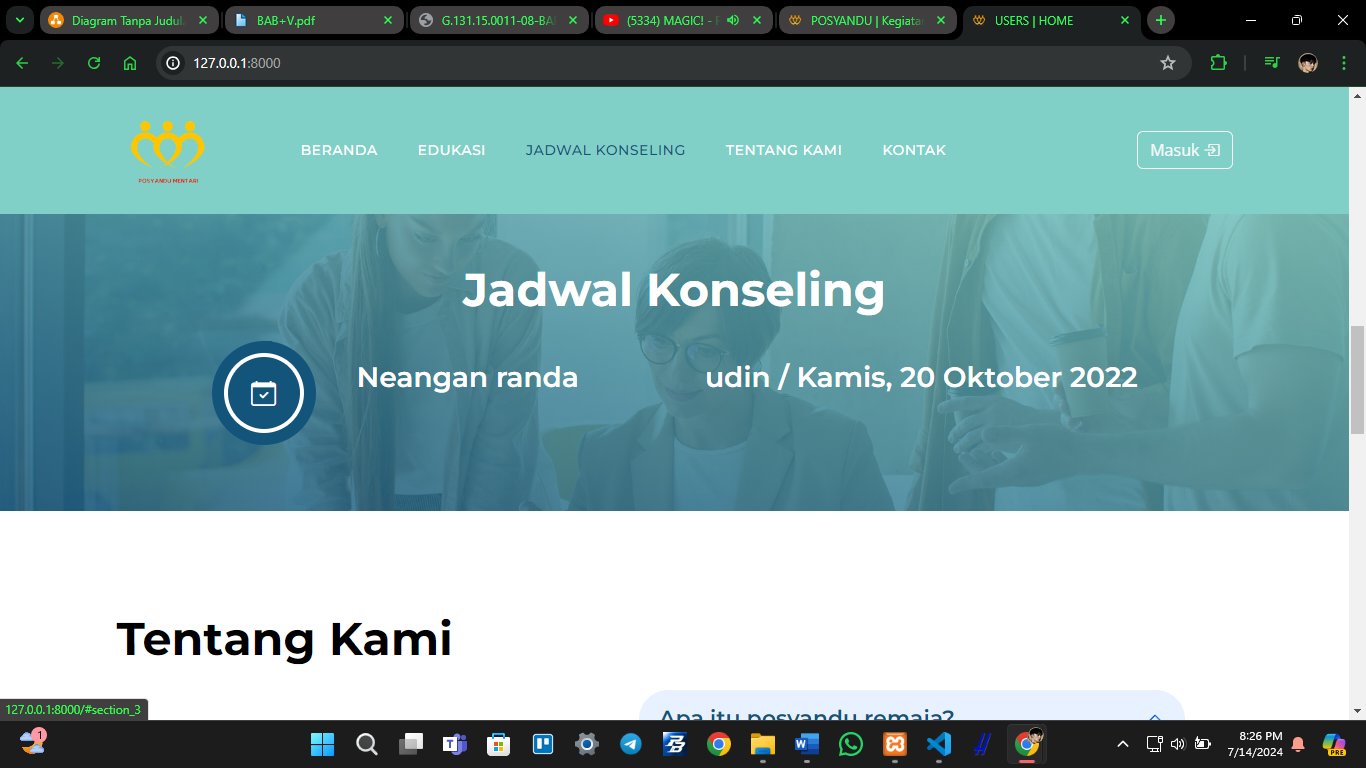 Diagram Tanpa Judul
BAB+V.pdf
G.131.15.0011-08-BA
(5334) MAGIC! -
POSYANDU | Kegiata
USERS | HOME
127.0.0.1:8000
POSYANDU MENTARI
BERANDA
EDUKASI
JADWAL KONSELING
TENTANG KAMI
KONTAK
Masuk
Jadwal Konseling
Neangan randa
udin / Kamis, 20 Oktober 2022
Tentang Kami
Apa itu posyandu remaja?
127.0.0.1:8000/#section_3
1
8:26 PM
7/14/2024
PRE